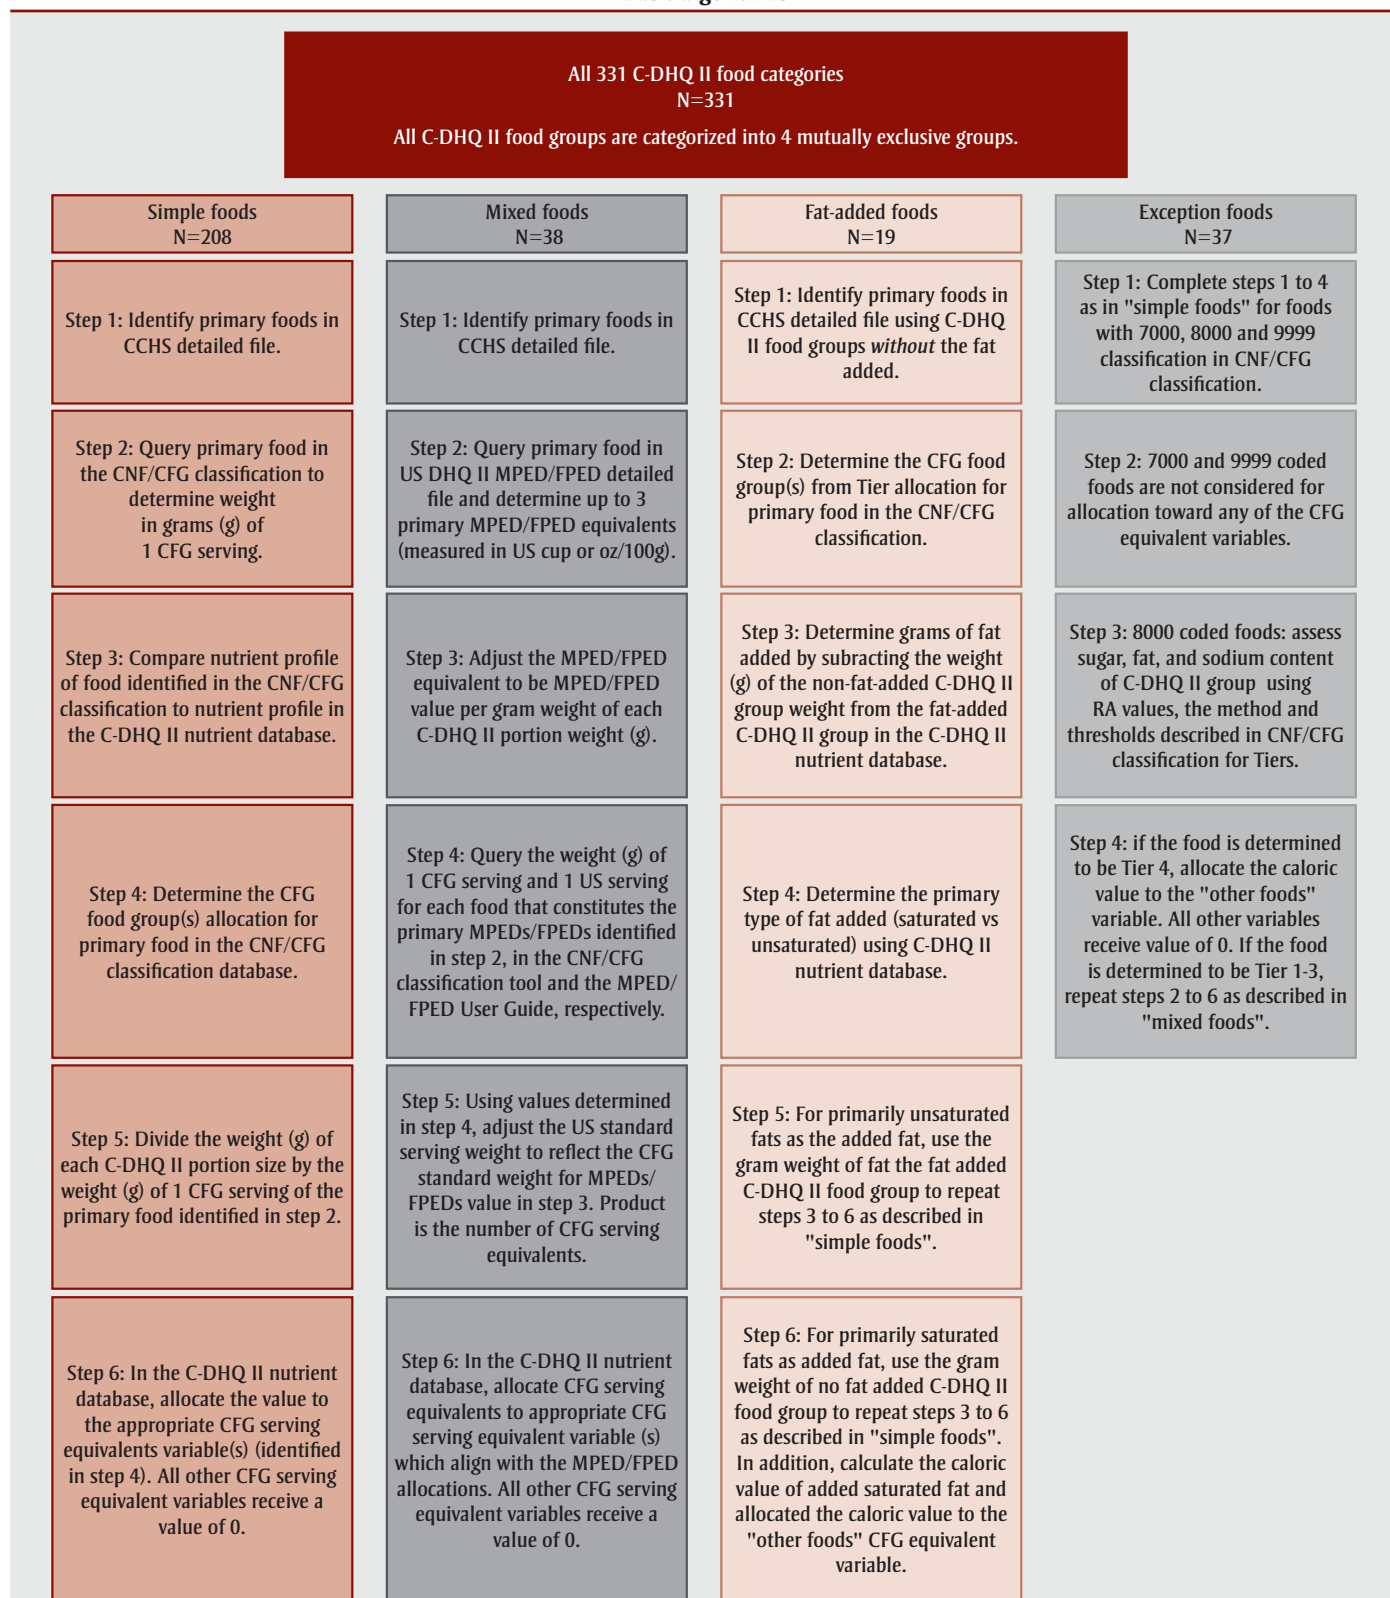 All 331 C-DHQ II food categories
N=331
All C-DHQ II food groups are categorized into 4 mutually exclusive groups.
Simple foods
N=208
Step 1: Identify primary foods in
CCHS detailed file.
Step 2: Query primary food in
the CNF/CFG classification to
determine weight
in grams (g) of
1 CFG serving.
Step 3: Compare nutrient profile
of food identified in the CNF/CFG
classification to nutrient profile in
the C-DHQ II nutrient database.
Step 4: Determine the CFG
food group(s) allocation for
primary food in the CNF/CFG
classification database.
Step 5: Divide the weight (g) of
each C-DHQ II portion size by the
weight (g) of 1 CFG serving of the
primary food identified in step 2.
Step 6: In the C-DHQ II nutrient
database, allocate the value to
the appropriate CFG serving
equivalents variable(s) (identified
in step 4). All other CFG serving
equivalent variables receive a
value of 0.
Mixed foods
N=38
Step 1: Identify primary foods in
CCHS detailed file.
Step 2: Query primary food in
US DHQ II MPED/FPED detailed
file and determine up to 3
primary MPED/FPED equivalents
(measured in US cup or oz/100g).
Step 3: Adjust the MPED/FPED
equivalent to be MPED/FPED
value per gram weight of each
C-DHQ II portion weight (g).
Step 4: Query the weight (g) of
1 CFG serving and 1 US serving
for each food that constitutes the
primary MPEDs/FPEDs identified
in step 2, in the CNF/CFG
classification tool and the MPED/
FPED User Guide, respectively.
Step 5: Using values determined
in step 4, adjust the US standard
serving weight to reflect the CFG
standard weight for MPEDs/
FPEDs value in step 3. Product
is the number of CFG serving
equivalents.
Step 6: In the C-DHQ II nutrient
database, allocate CFG serving
equivalents to appropriate CFG
serving equivalent variable (s)
which align with the MPED/FPED
allocations. All other CFG serving
equivalent variables receive a
value of 0.
Fat-added foods
N=19
Step 1: Identify primary foods in
CCHS detailed file using C-DHQ
II food groups without the fat
added.
Step 2: Determine the CFG food
group(s) from Tier allocation for
primary food in the CNF/CFG
classification.
Step 3: Determine grams of fat
added by subracting the weight
(g) of the non-fat-added C-DHQ II
group weight from the fat-added
C-DHQ II group in the C-DHQ II
nutrient database.
Step 4: Determine the primary
type of fat added (saturated vs
unsaturated) using C-DHQ II
nutrient database.
Step 5: For primarily unsaturated
fats as the added fat, use the
gram weight of fat the fat added
C-DHQ II food group to repeat
steps 3 to 6 as described in
"simple foods".
Step 6: For primarily saturated
fats as added fat, use the gram
weight of no fat added C-DHQ II
food group to repeat steps 3 to 6
as described in "simple foods".
In addition, calculate the caloric
value of added saturated fat and
allocated the caloric value to the
"other foods" CFG equivalent
variable.
Exception foods
N=37
Step 1: Complete steps 1 to 4
as in "simple foods" for foods
with 7000, 8000 and 9999
classification in CNF/CFG
classification.
Step 2: 7000 and 9999 coded
foods are not considered for
allocation toward any of the CFG
equivalent variables.
Step 3: 8000 coded foods: assess
sugar, fat, and sodium content
of C-DHQ II group using
RA values, the method and
thresholds described in CNF/CFG
classification for Tiers.
Step 4: if the food is determined
to be Tier 4, allocate the caloric
value to the "other foods"
variable. All other variables
receive value of 0. If the food
is determined to be Tier 1-3,
repeat steps 2 to 6 as described in
"mixed foods".